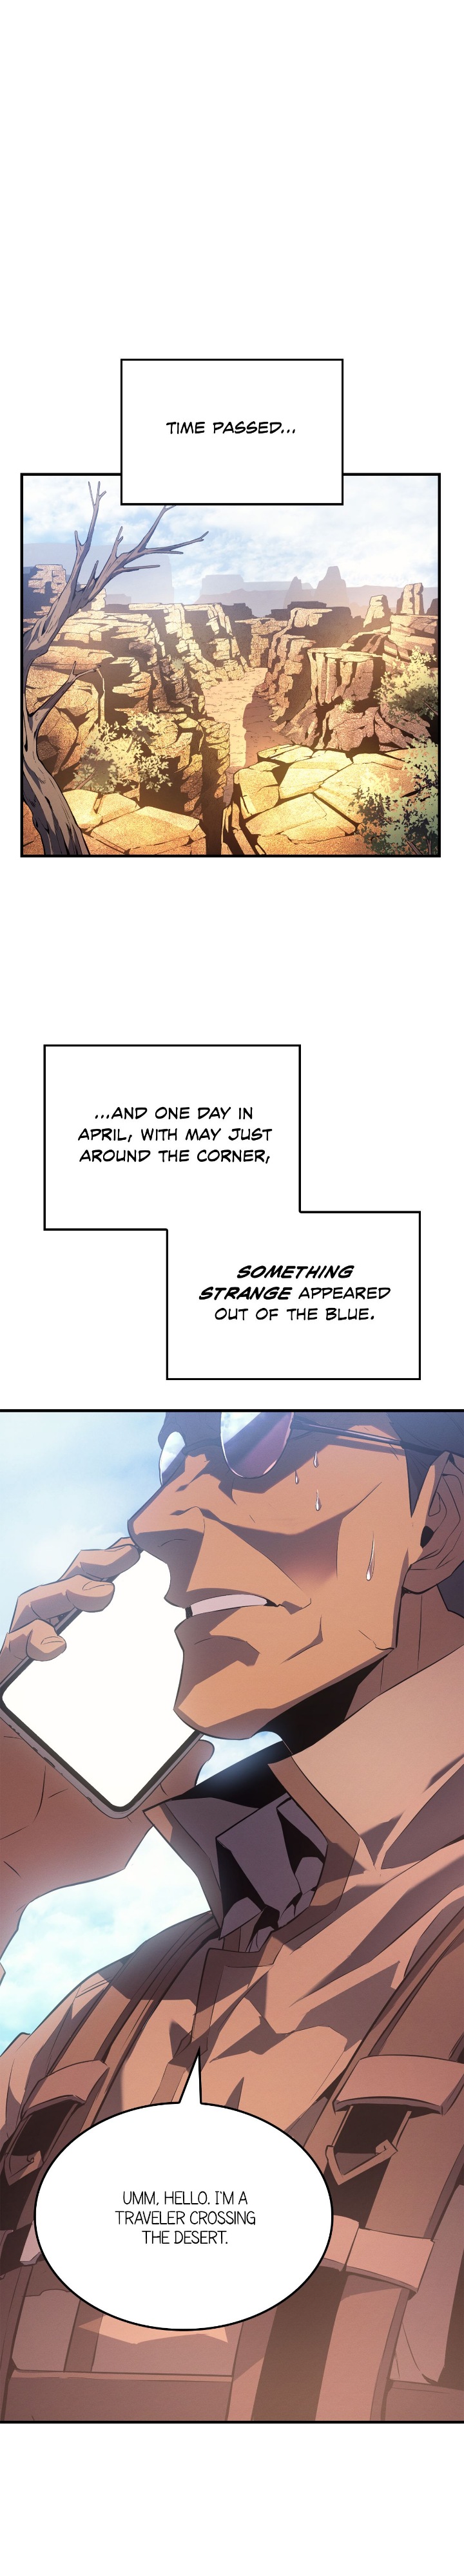 TIME PASSED...
...AND ONE DAY IN
APRIL, WITH MAY JUST
AROUND THE CORNER,
SOMETHING
STRANGE APPEARED
OUT OF THE BLUE.
UMM, HELLO. I'M A
TRAVELER CROSSING
THE DESERT.